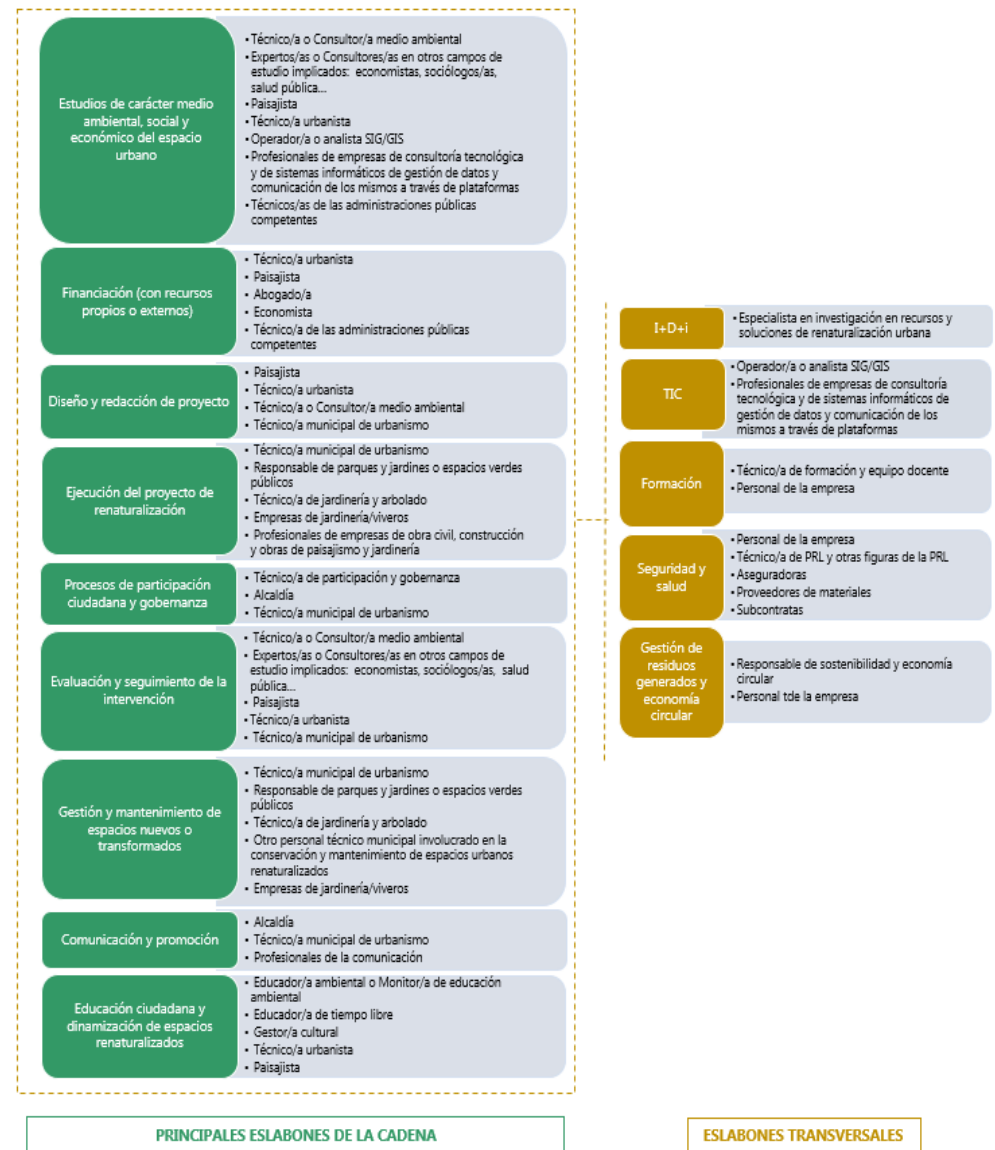 Estudios de carácter medio
ambiental, social y
económico del espacio
urbano
•Técnico/a o Consultor/a medio ambiental
•Expertos/as o Consultores/as en otros campos de
estudio implicados: economistas, sociólogos/as,
salud pública...
•Paisajista
•Técnico/a urbanista
•Operador/a o analista SIG/GIS
•Profesionales de empresas de consultoría tecnológica
y de sistemas informáticos de gestión de datos y
comunicación de los mismos a través de plataformas
•Técnicos/as de las administraciones públicas
competentes
Financiación (con recursos
propios o externos)
• Técnico/a urbanista
• Paisajista
• Abogado/a
• Economista
• Técnico/a de las administraciones públicas
competentes
Diseño y redacción de proyecto
• Paisajista
• Técnico/a urbanista
• Técnico/a o Consultor/a medio ambiental
• Técnico/a municipal de urbanismo
Ejecución del proyecto de
renaturalización
• Técnico/a municipal de urbanismo
• Responsable de parques y jardines o espacios verdes
públicos
• Técnico/a de jardinería y arbolado
• Empresas de jardinería/viveros
• Profesionales de empresas de obra civil, construcción
y obras de paisajismo y jardinería
Procesos de participación
ciudadana y gobernanza
• Técnico/a de participación y gobernanza
• Alcaldía
• Técnico/a municipal de urbanismo
Evaluación y seguimiento de la
intervención
• Técnico/a o Consultor/a medio ambiental
• Expertos/as o Consultores/as en otros campos de
estudio implicados: economistas, sociólogos/as, salud
pública...
• Paisajista
•Técnico/a urbanista
• Técnico/a municipal de urbanismo
Gestión y mantenimiento de
espacios nuevos o
transformados
• Técnico/a municipal de urbanismo
• Responsable de parques y jardines o espacios verdes
públicos
• Técnico/a de jardinería y arbolado
• Otro personal técnico municipal involucrado en la
conservación y mantenimiento de espacios urbanos
renaturalizados
• Empresas de jardinería/viveros
Comunicación y promoción
• Alcaldía
• Técnico/a municipal de urbanismo
• Profesionales de la comunicación
Educación ciudadana y
dinamización de espacios
renaturalizados
• Educador/a ambiental o Monitor/a de educación
ambiental
• Educador/a de tiempo libre
• Gestor/a cultural
• Técnico/a urbanista
• Paisajista
PRINCIPALES ESLABONES DE LA CADENA
I+D+i
•Especialista en investigación en recursos y
soluciones de renaturalización urbana
TIC
•Operador/a o analista SIG/GIS
•Profesionales de empresas de consultoría
tecnológica y de sistemas informáticos de
gestión de datos y comunicación de los
mismos a través de plataformas
Formación
•Técnico/a de formación y equipo docente
•Personal de la empresa
Seguridad y
salud
•Personal de la empresa
•Técnico/a de PRL y otras figuras de la PRL
•Aseguradoras
•Proveedores de materiales
•Subcontratas
Gestión de
residuos
generados y
economía
circular
•Responsable de sostenibilidad y economía
circular
•Personal tde la empresa
ESLABONES TRANSVERSALES